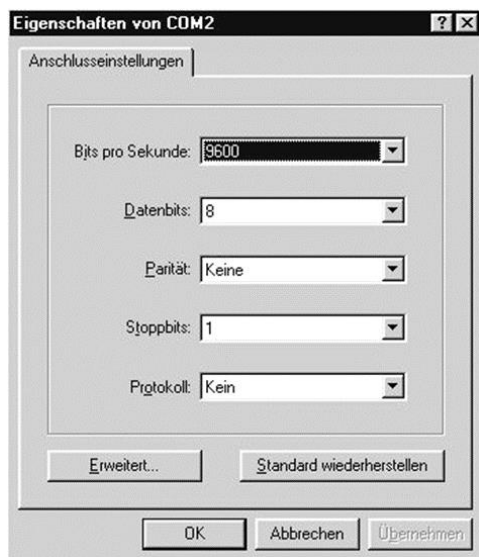 Eigenschaften von COM2
Anschlusseinstellungen
Bits pro Sekunde: 9600
Datenbits: 8
Parität: Keine
Stoppbits: 1
Protokoll: Kein
Erweitert... Standard wiederherstellen
OK Abbrechen Übernehmen